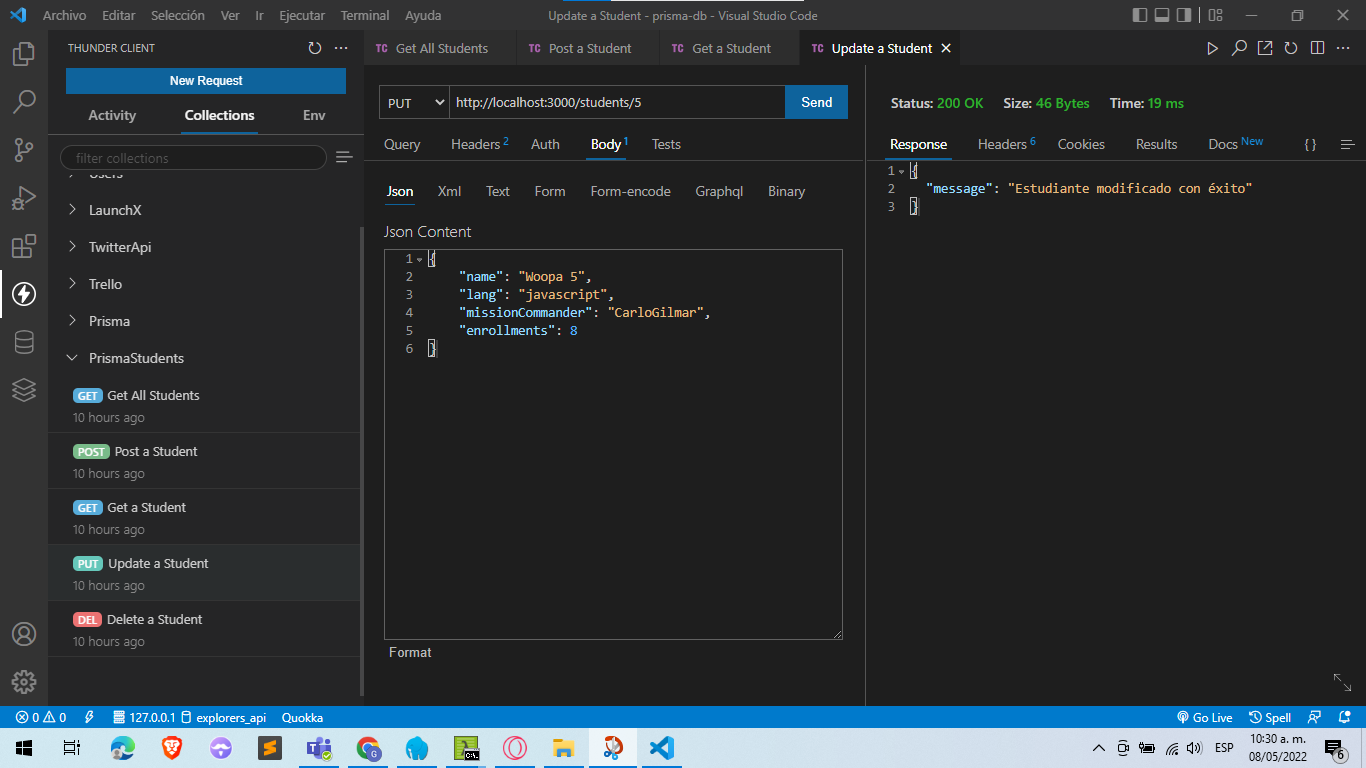 Archivo Editar Selección Ver Ir Ejecutar Terminal Ayuda
Update a Student - prisma-db - Visual Studio Code
THUNDER CLIENT
New Request
Activity Collections Env
filter collections
Users
LaunchX
TwitterApi
Trello
Prisma
PrismaStudents
GET Get All Students
10 hours ago
POST Post a Student
10 hours ago
GET Get a Student
10 hours ago
PUT Update a Student
10 hours ago
DEL Delete a Student
10 hours ago
TC Get All Students
TC Post a Student
TC Get a Student
TC Update a Student
PUT http://localhost:3000/students/5 Send
Query Headers 2 Auth Body 1 Tests
Json Xml Text Form Form-encode Graphql Binary
Json Content
1 {
2 "name": "Woopa 5",
3 "lang": "javascript",
4 "missionCommander": "CarloGilmar",
5 "enrollments": 8
6 }
Format
Status: 200 OK Size: 46 Bytes Time: 19 ms
Response Headers 6 Cookies Results Docs New { }
1 {
2 "message": "Estudiante modificado con éxito"
3 }
0 0 127.0.0.1 explorers_api Quokka
Go Live Spell
C:\.
ESP
10:30 a. m.
08/05/2022
6